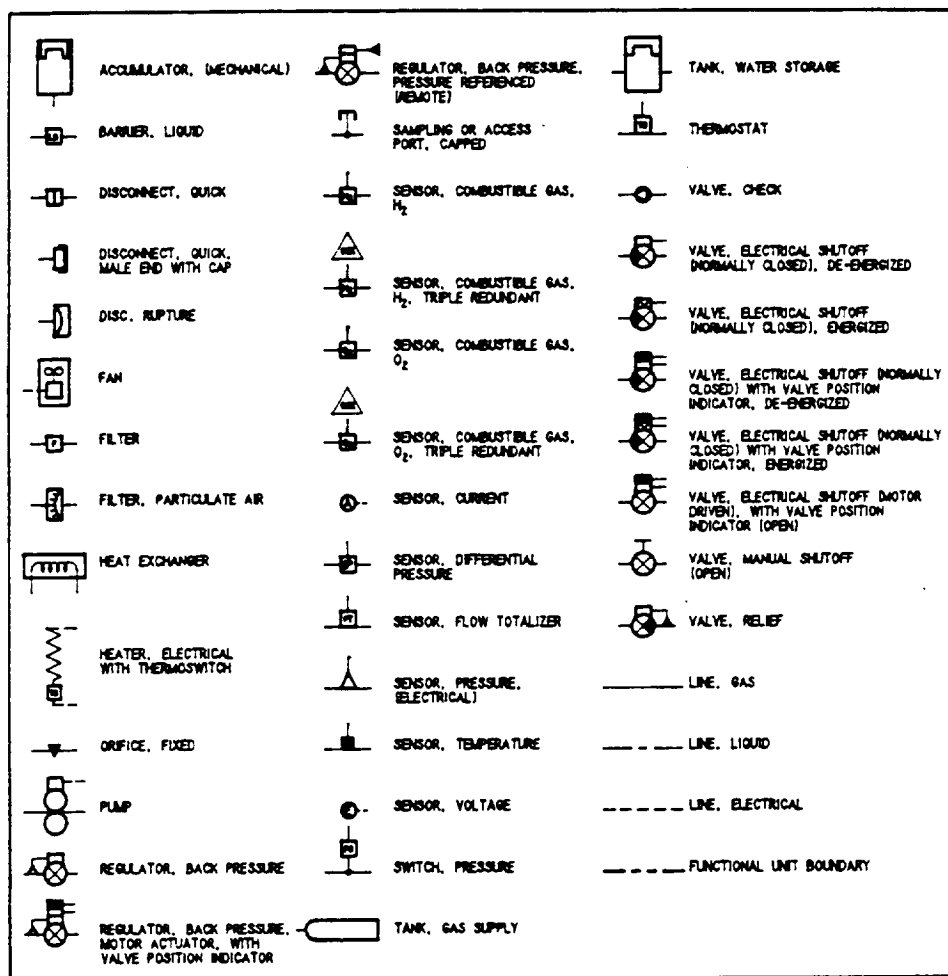 ACCUMULATOR, (MECHANICAL)
BARRIER, LIQUID
DISCONNECT, QUICK
DISCONNECT, QUICK,
MALE END WITH CAP
DISC, RUPTURE
FAN
FILTER
FILTER, PARTICULATE AIR
HEAT EXCHANGER
HEATER, ELECTRICAL
WITH THERMOSWITCH
ORIFICE, FIXED
PUMP
REGULATOR, BACK PRESSURE
REGULATOR, BACK PRESSURE,
MOTOR ACTUATOR, WITH
VALVE POSITION INDICATOR
REGULATOR, BACK PRESSURE,
PRESSURE REFERENCED
(REMOTE)
SAMPLING OR ACCESS
PORT, CAPPED
SENSOR, COMBUSTIBLE GAS,
H2
SENSOR, COMBUSTIBLE GAS,
H2, TRIPLE REDUNDANT
SENSOR, COMBUSTIBLE GAS,
O2
SENSOR, COMBUSTIBLE GAS,
O2, TRIPLE REDUNDANT
SENSOR, CURRENT
SENSOR, DIFFERENTIAL
PRESSURE
SENSOR, FLOW TOTALIZER
SENSOR, PRESSURE,
(ELECTRICAL)
SENSOR, TEMPERATURE
SENSOR, VOLTAGE
SWITCH, PRESSURE
TANK, GAS SUPPLY
TANK, WATER STORAGE
THERMOSTAT
VALVE, CHECK
VALVE, ELECTRICAL SHUTOFF
(NORMALLY CLOSED), DE-ENERGIZED
VALVE, ELECTRICAL SHUTOFF
(NORMALLY CLOSED), ENERGIZED
VALVE, ELECTRICAL SHUTOFF (NORMALLY
CLOSED) WITH VALVE POSITION
INDICATOR, DE-ENERGIZED
VALVE, ELECTRICAL SHUTOFF (NORMALLY
CLOSED) WITH VALVE POSITION
INDICATOR, ENERGIZED
VALVE, ELECTRICAL SHUTOFF (MOTOR
DRIVEN), WITH VALVE POSITION
INDICATOR (OPEN)
VALVE, MANUAL SHUTOFF
(OPEN)
VALVE, RELIEF
LINE, GAS
LINE, LIQUID
LINE, ELECTRICAL
FUNCTIONAL UNIT BOUNDARY